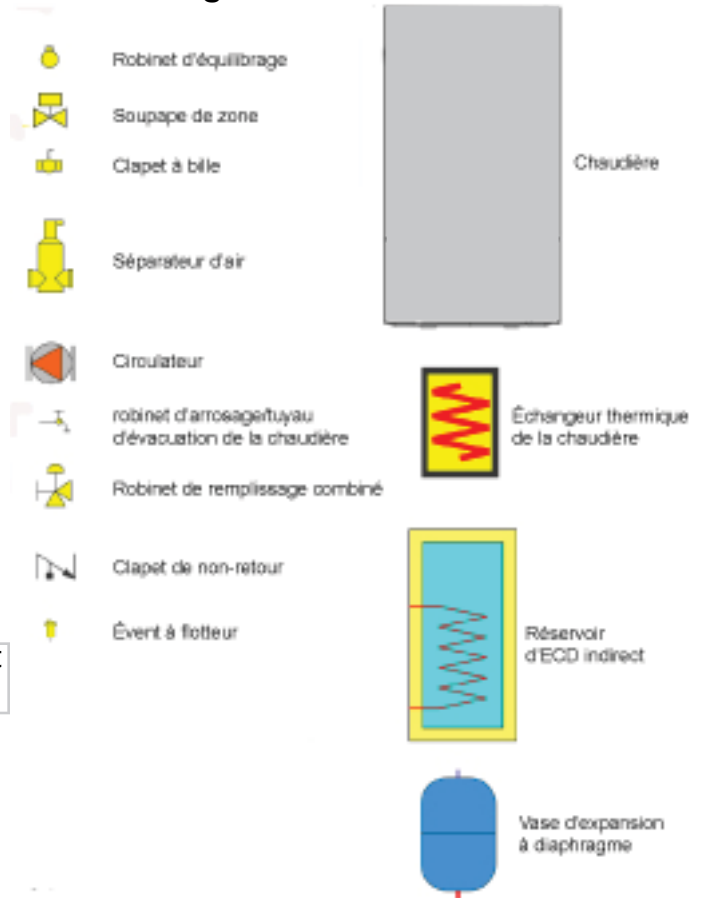 Robinet d'équilibrage
Soupape de zone
Clapet à bille
Séparateur d'air
Circulateur
robinet d'arrosage/tuyau
d'évacuation de la chaudière
Robinet de remplissage combiné
Clapet de non-retour
Évent à flotteur
Chaudière
Échangeur thermique
de la chaudière
Réservoir
d'ECD indirect
Vase d'expansion
à diaphragme